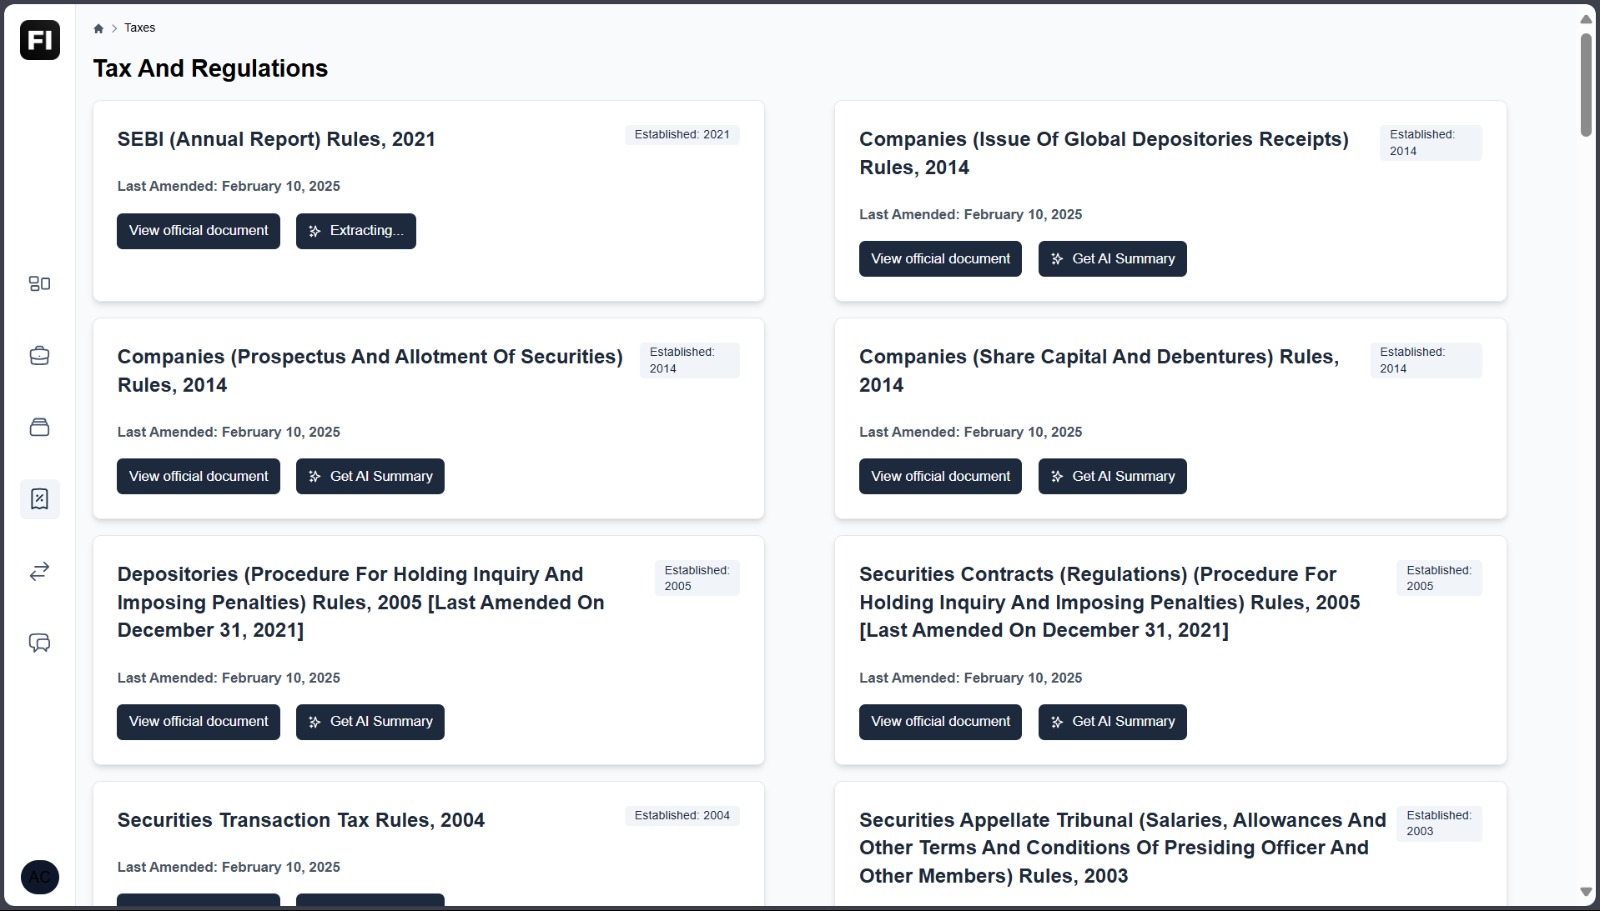 FI
Taxes
Tax And Regulations
SEBI (Annual Report) Rules, 2021
Established: 2021
Last Amended: February 10, 2025
View official document
Extracting...
Companies (Issue Of Global Depositories Receipts)
Rules, 2014
Established:
2014
Last Amended: February 10, 2025
View official document
Get AI Summary
Companies (Prospectus And Allotment Of Securities)
Rules, 2014
Established:
2014
Last Amended: February 10, 2025
View official document
Get AI Summary
Companies (Share Capital And Debentures) Rules,
2014
Established:
2014
Last Amended: February 10, 2025
View official document
Get AI Summary
Depositories (Procedure For Holding Inquiry And
Imposing Penalties) Rules, 2005 [Last Amended On
December 31, 2021]
Established:
2005
Last Amended: February 10, 2025
View official document
Get AI Summary
Securities Contracts (Regulations) (Procedure For
Holding Inquiry And Imposing Penalties) Rules, 2005
[Last Amended On December 31, 2021]
Established:
2005
Last Amended: February 10, 2025
View official document
Get AI Summary
Securities Transaction Tax Rules, 2004
Established: 2004
Last Amended: February 10, 2025
Securities Appellate Tribunal (Salaries, Allowances And
Other Terms And Conditions Of Presiding Officer And
Other Members) Rules, 2003
Established:
2003
AC